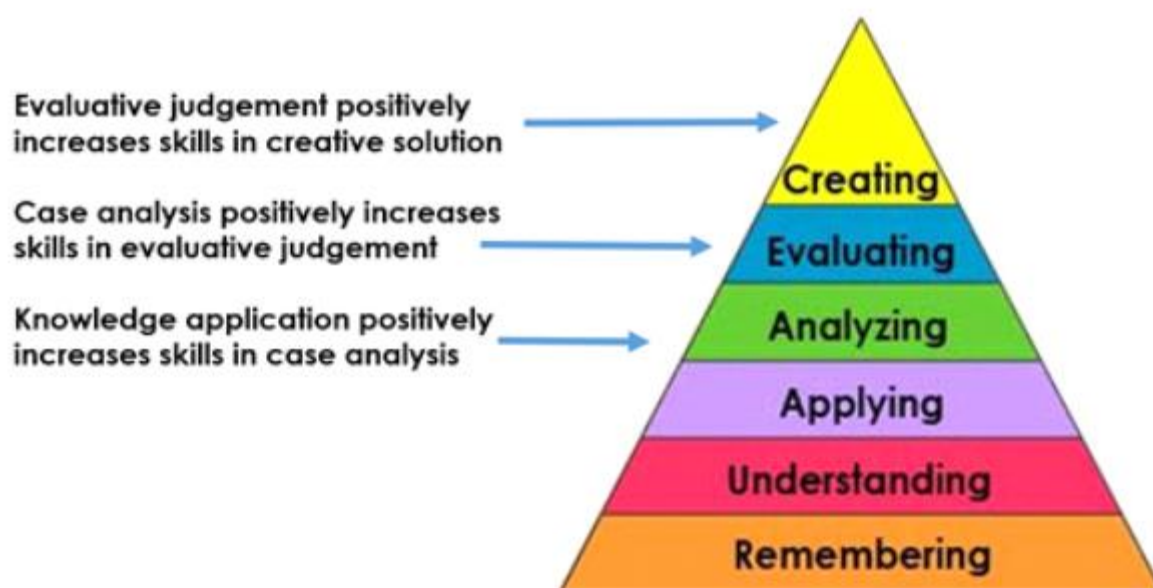 Evaluative judgement positively
increases skills in creative solution
Case analysis positively increases
skills in evaluative judgement
Knowledge application positively
increases skills in case analysis
Creating
Evaluating
Analyzing
Applying
Understanding
Remembering